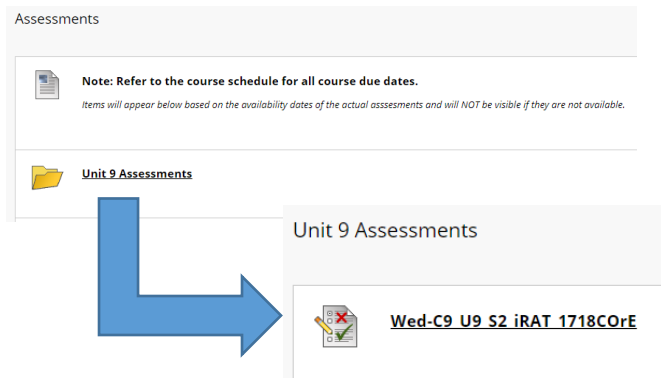 Assessments
Note: Refer to the course schedule for all course due dates.
Items will appear below based on the availability dates of the actual asssesments and will NOT be visible if they are not available.
Unit 9 Assessments
Unit 9 Assessments
Wed-C9_U9_S2_iRAT_1718COrE